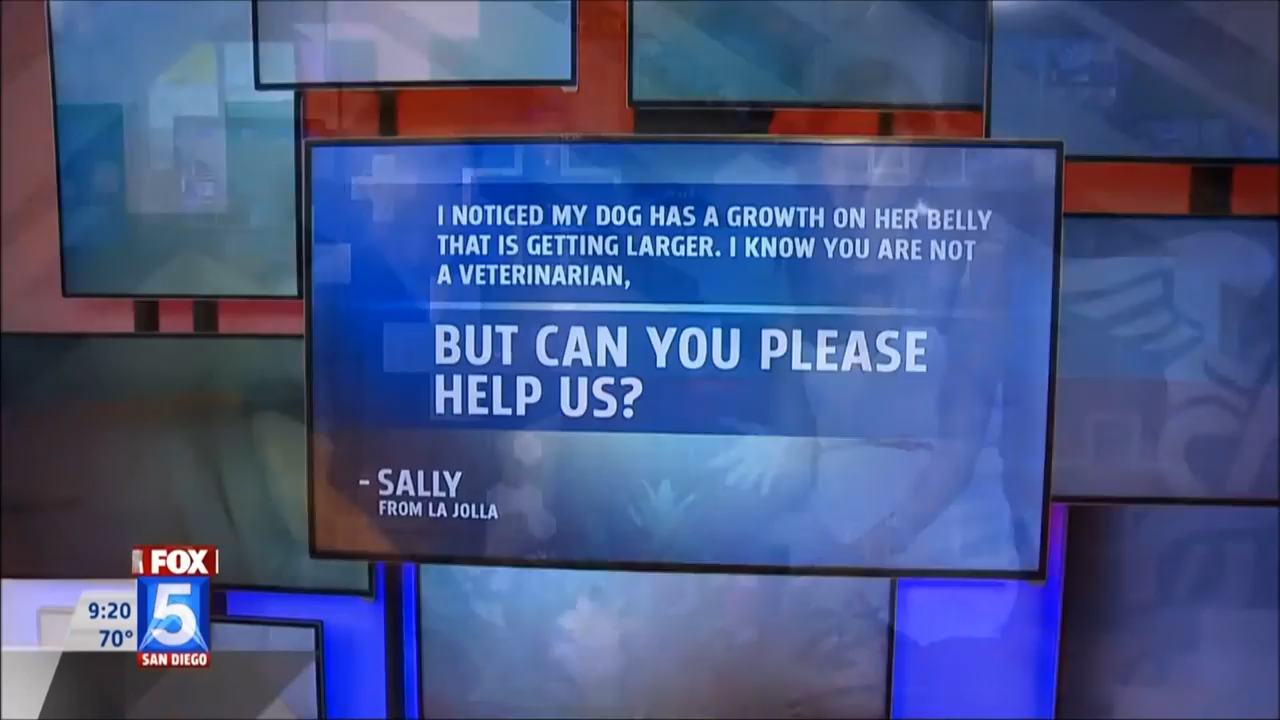 I NOTICED MY DOG HAS A GROWTH ON HER BELLY
THAT IS GETTING LARGER. I KNOW YOU ARE NOT
A VETERINARIAN,
BUT CAN YOU PLEASE
HELP US?
- SALLY
FROM LA JOLLA
FOX
9:20
5
70°
SAN DIEGO